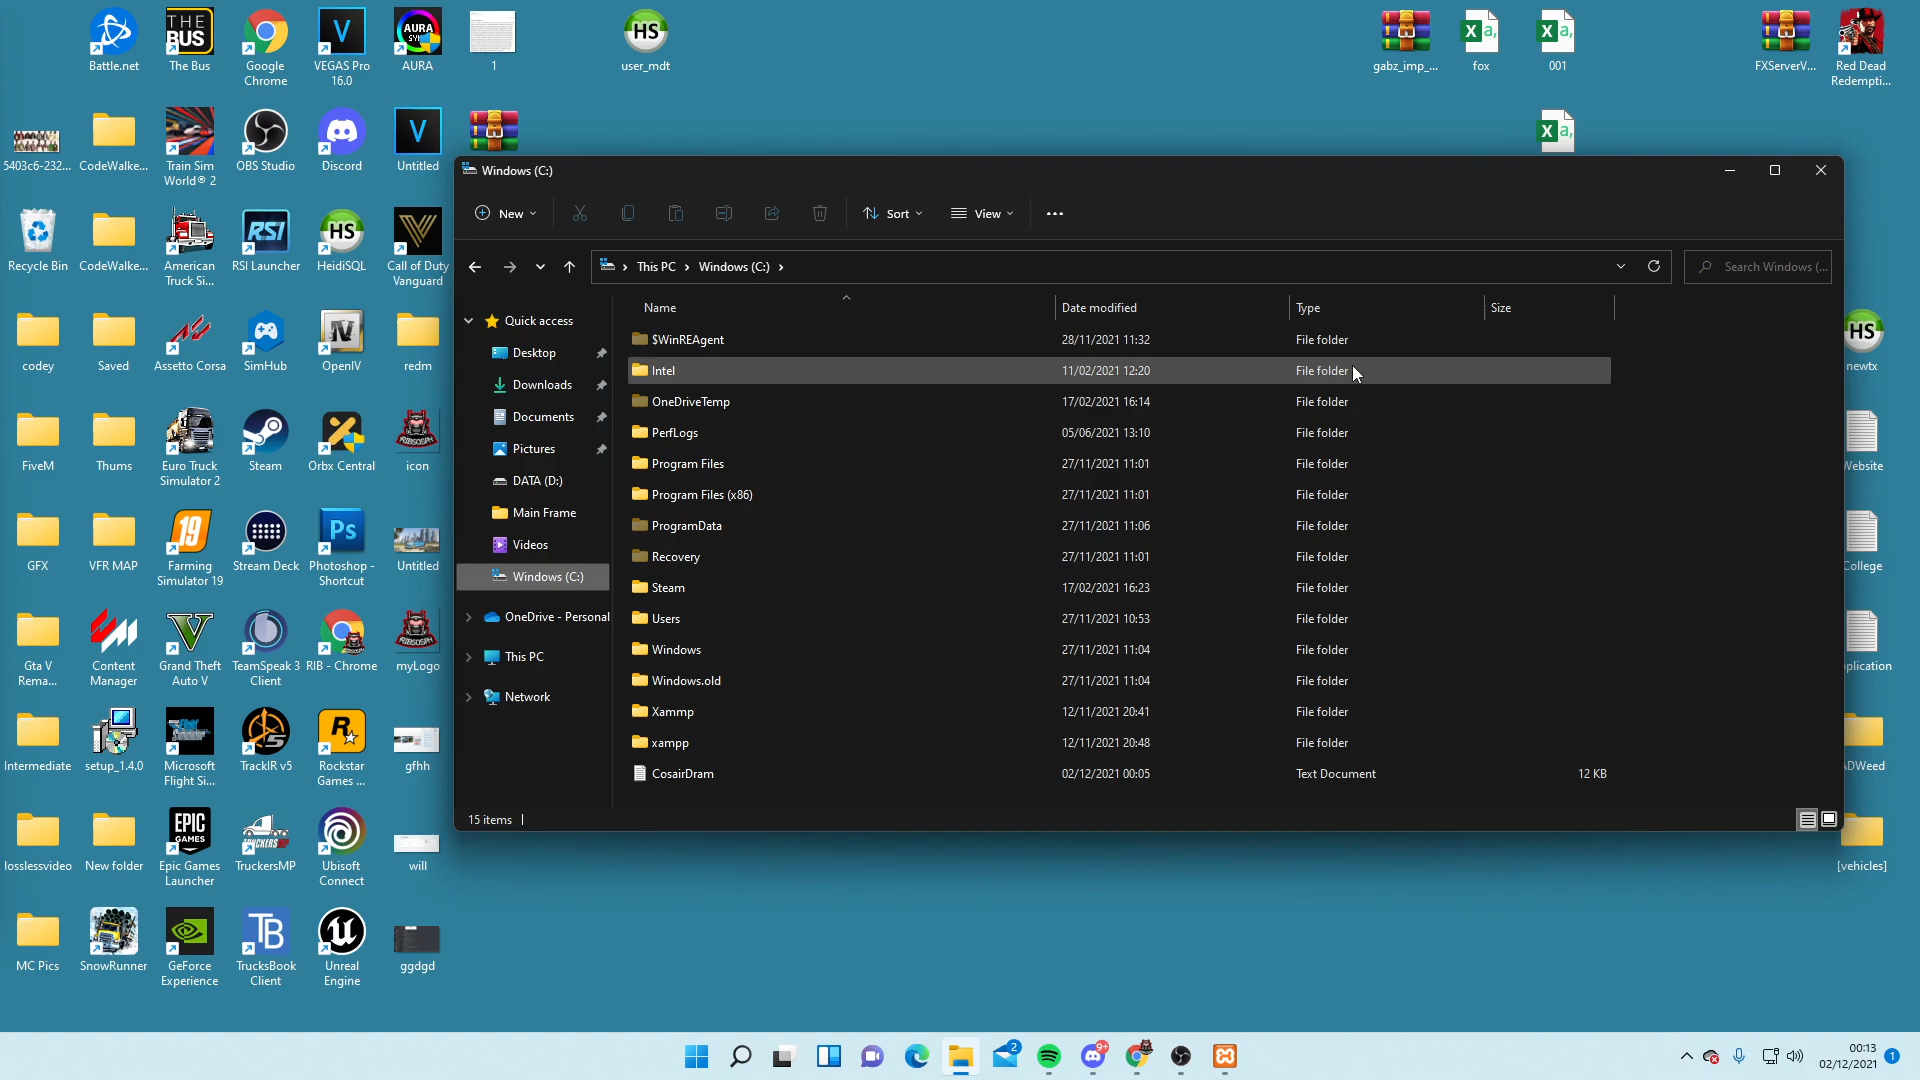 Battle.net
The Bus
Google
Chrome
VEGAS Pro
16.0
AURA
1
user_mdt
gabz_imp_...
fox
001
FXServerV...
Red Dead
Redempti...
5403c6-232...
CodeWalke...
Train Sim
World® 2
OBS Studio
Discord
Untitled
Recycle Bin
CodeWalke...
American
Truck Si...
RSI Launcher
HeidiSQL
Call of Duty
Vanguard
codey
Saved
Assetto Corsa
SimHub
OpenIV
redm
newtx
FiveM
Thums
Euro Truck
Simulator 2
Steam
Orbx Central
icon
Website
GFX
VFR MAP
Farming
Simulator 19
Stream Deck
Photoshop -
Shortcut
Untitled
College
Gta V
Rema...
Content
Manager
Grand Theft
Auto V
TeamSpeak 3
Client
RIB - Chrome
myLogo
plication
Intermediate
setup_1.4.0
Microsoft
Flight Si...
TrackIR v5
Rockstar
Games ...
gfhh
ADWeed
losslessvideo
New folder
Epic Games
Launcher
TruckersMP
Ubisoft
Connect
will
[vehicles]
MC Pics
SnowRunner
GeForce
Experience
TrucksBook
Client
Unreal
Engine
ggdgd
Windows (C:)
New
Sort
View
This PC
Windows (C:)
Search Windows (...
Quick access
Desktop
Downloads
Documents
Pictures
DATA (D:)
Main Frame
Videos
Windows (C:)
OneDrive - Personal
This PC
Network
Name Date modified Type Size
$WinREAgent 28/11/2021 11:32 File folder
Intel 11/02/2021 12:20 File folder
OneDriveTemp 17/02/2021 16:14 File folder
PerfLogs 05/06/2021 13:10 File folder
Program Files 27/11/2021 11:01 File folder
Program Files (x86) 27/11/2021 11:01 File folder
ProgramData 27/11/2021 11:06 File folder
Recovery 27/11/2021 11:01 File folder
Steam 17/02/2021 16:23 File folder
Users 27/11/2021 10:53 File folder
Windows 27/11/2021 11:04 File folder
Windows.old 27/11/2021 11:04 File folder
Xammp 12/11/2021 20:41 File folder
xampp 12/11/2021 20:48 File folder
CosairDram 02/12/2021 00:05 Text Document 12 KB
15 items
2
9+
00:13
02/12/2021
1